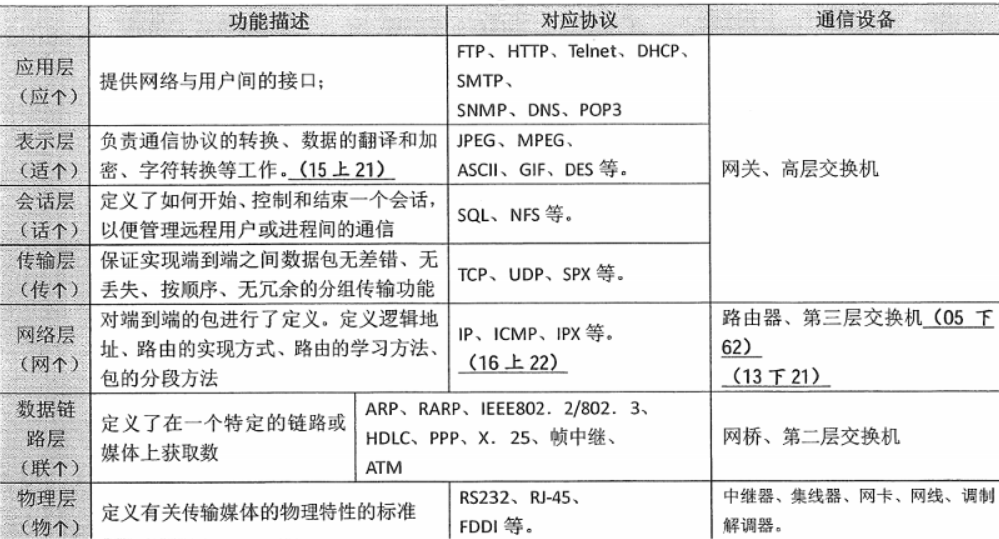 功能描述
对应协议
通信设备
应用层
（应个）
提供网络与用户间的接口；
FTP、HTTP、Telnet、DHCP、
SMTP、
SNMP、DNS、POP3
网关、高层交换机
表示层
（适个）
负责通信协议的转换、数据的翻译和加
密、字符转换等工作。（15 上 21）
JPEG、MPEG、
ASCII、GIF、DES 等。
会话层
（话个）
定义了如何开始、控制和结束一个会话，
以便管理远程用户或进程间的通信
SQL、NFS 等。
传输层
（传个）
保证实现端到端之间数据包无差错、无
丢失、按顺序、无冗余的分组传输功能
TCP、UDP、SPX 等。
网络层
（网个）
对端到端的包进行了定义。定义逻辑地
址、路由的实现方式、路由的学习方法、
包的分段方法
IP、ICMP、IPX 等。
（16 上 22）
路由器、第三层交换机（05 下
62）
（13 下 21）
数据链
路层
（联个）
定义了在一个特定的链路或
媒体上获取数
ARP、RARP、IEEE802．2/802．3、
HDLC、PPP、X．25、帧中继、
ATM
网桥、第二层交换机
物理层
（物个）
定义有关传输媒体的物理特性的标准
RS232、RJ-45、
FDDI 等。
中继器、集线器、网卡、网线、调制
解调器。